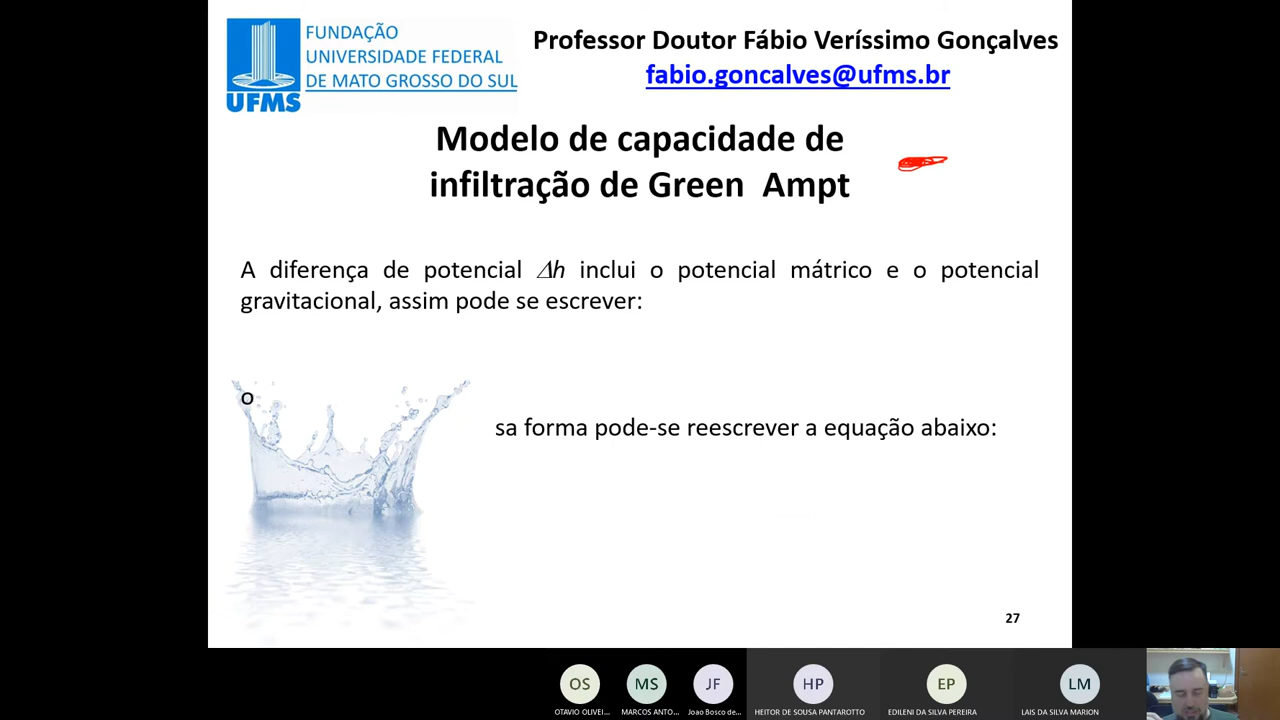 FUNDAÇÃO
UNIVERSIDADE FEDERAL
DE MATO GROSSO DO SUL
UFMS
Professor Doutor Fábio Veríssimo Gonçalves
fabio.goncalves@ufms.br
Modelo de capacidade de
infiltração de Green Ampt
A diferença de potencial Δh inclui o potencial mátrico e o potencial
gravitacional, assim pode se escrever:
o
sa forma pode-se reescrever a equação abaixo:
27
OS
MS
JF
HP
EP
LM
OTAVIO OLIVEI...
MARCOS ANTO...
Joao Bosco de...
HEITOR DE SOUSA PANTAROTTO
EDILENI DA SILVA PEREIRA
LAIS DA SILVA MARION